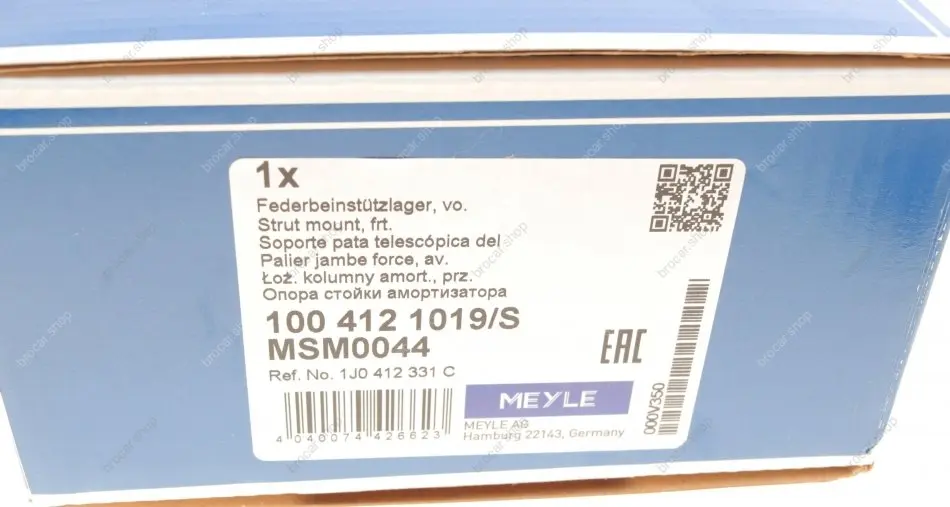 1x
Federbeinstützlager, vo.
Strut mount, frt.
Soporte pata telescópica del
Palier jambe force, av.
Łoż. kolumny amort., prz.
Опора стойки амортизатора
100 412 1019/S
MSM0044
Ref. No. 1J0 412 331 C
EAC
MEYLE
MEYLE AG
Hamburg 22143, Germany
4 040074 426623
000V350
brocar.shop